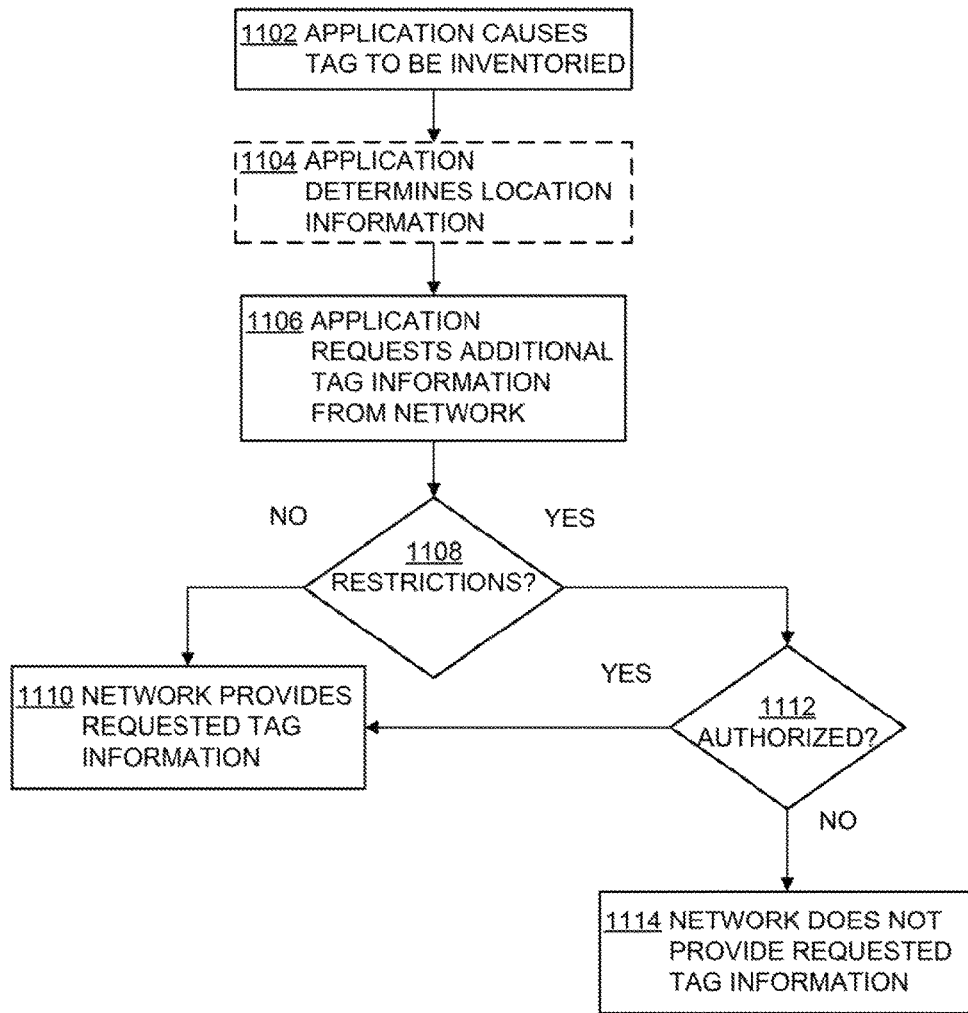 1102 APPLICATION CAUSES
TAG TO BE INVENTORIED
1104 APPLICATION
DETERMINES LOCATION
INFORMATION
1106 APPLICATION
REQUESTS ADDITIONAL
TAG INFORMATION
FROM NETWORK
NO
YES
1108
RESTRICTIONS?
1110 NETWORK PROVIDES
REQUESTED TAG
INFORMATION
YES
1112
AUTHORIZED?
NO
1114 NETWORK DOES NOT
PROVIDE REQUESTED
TAG INFORMATION